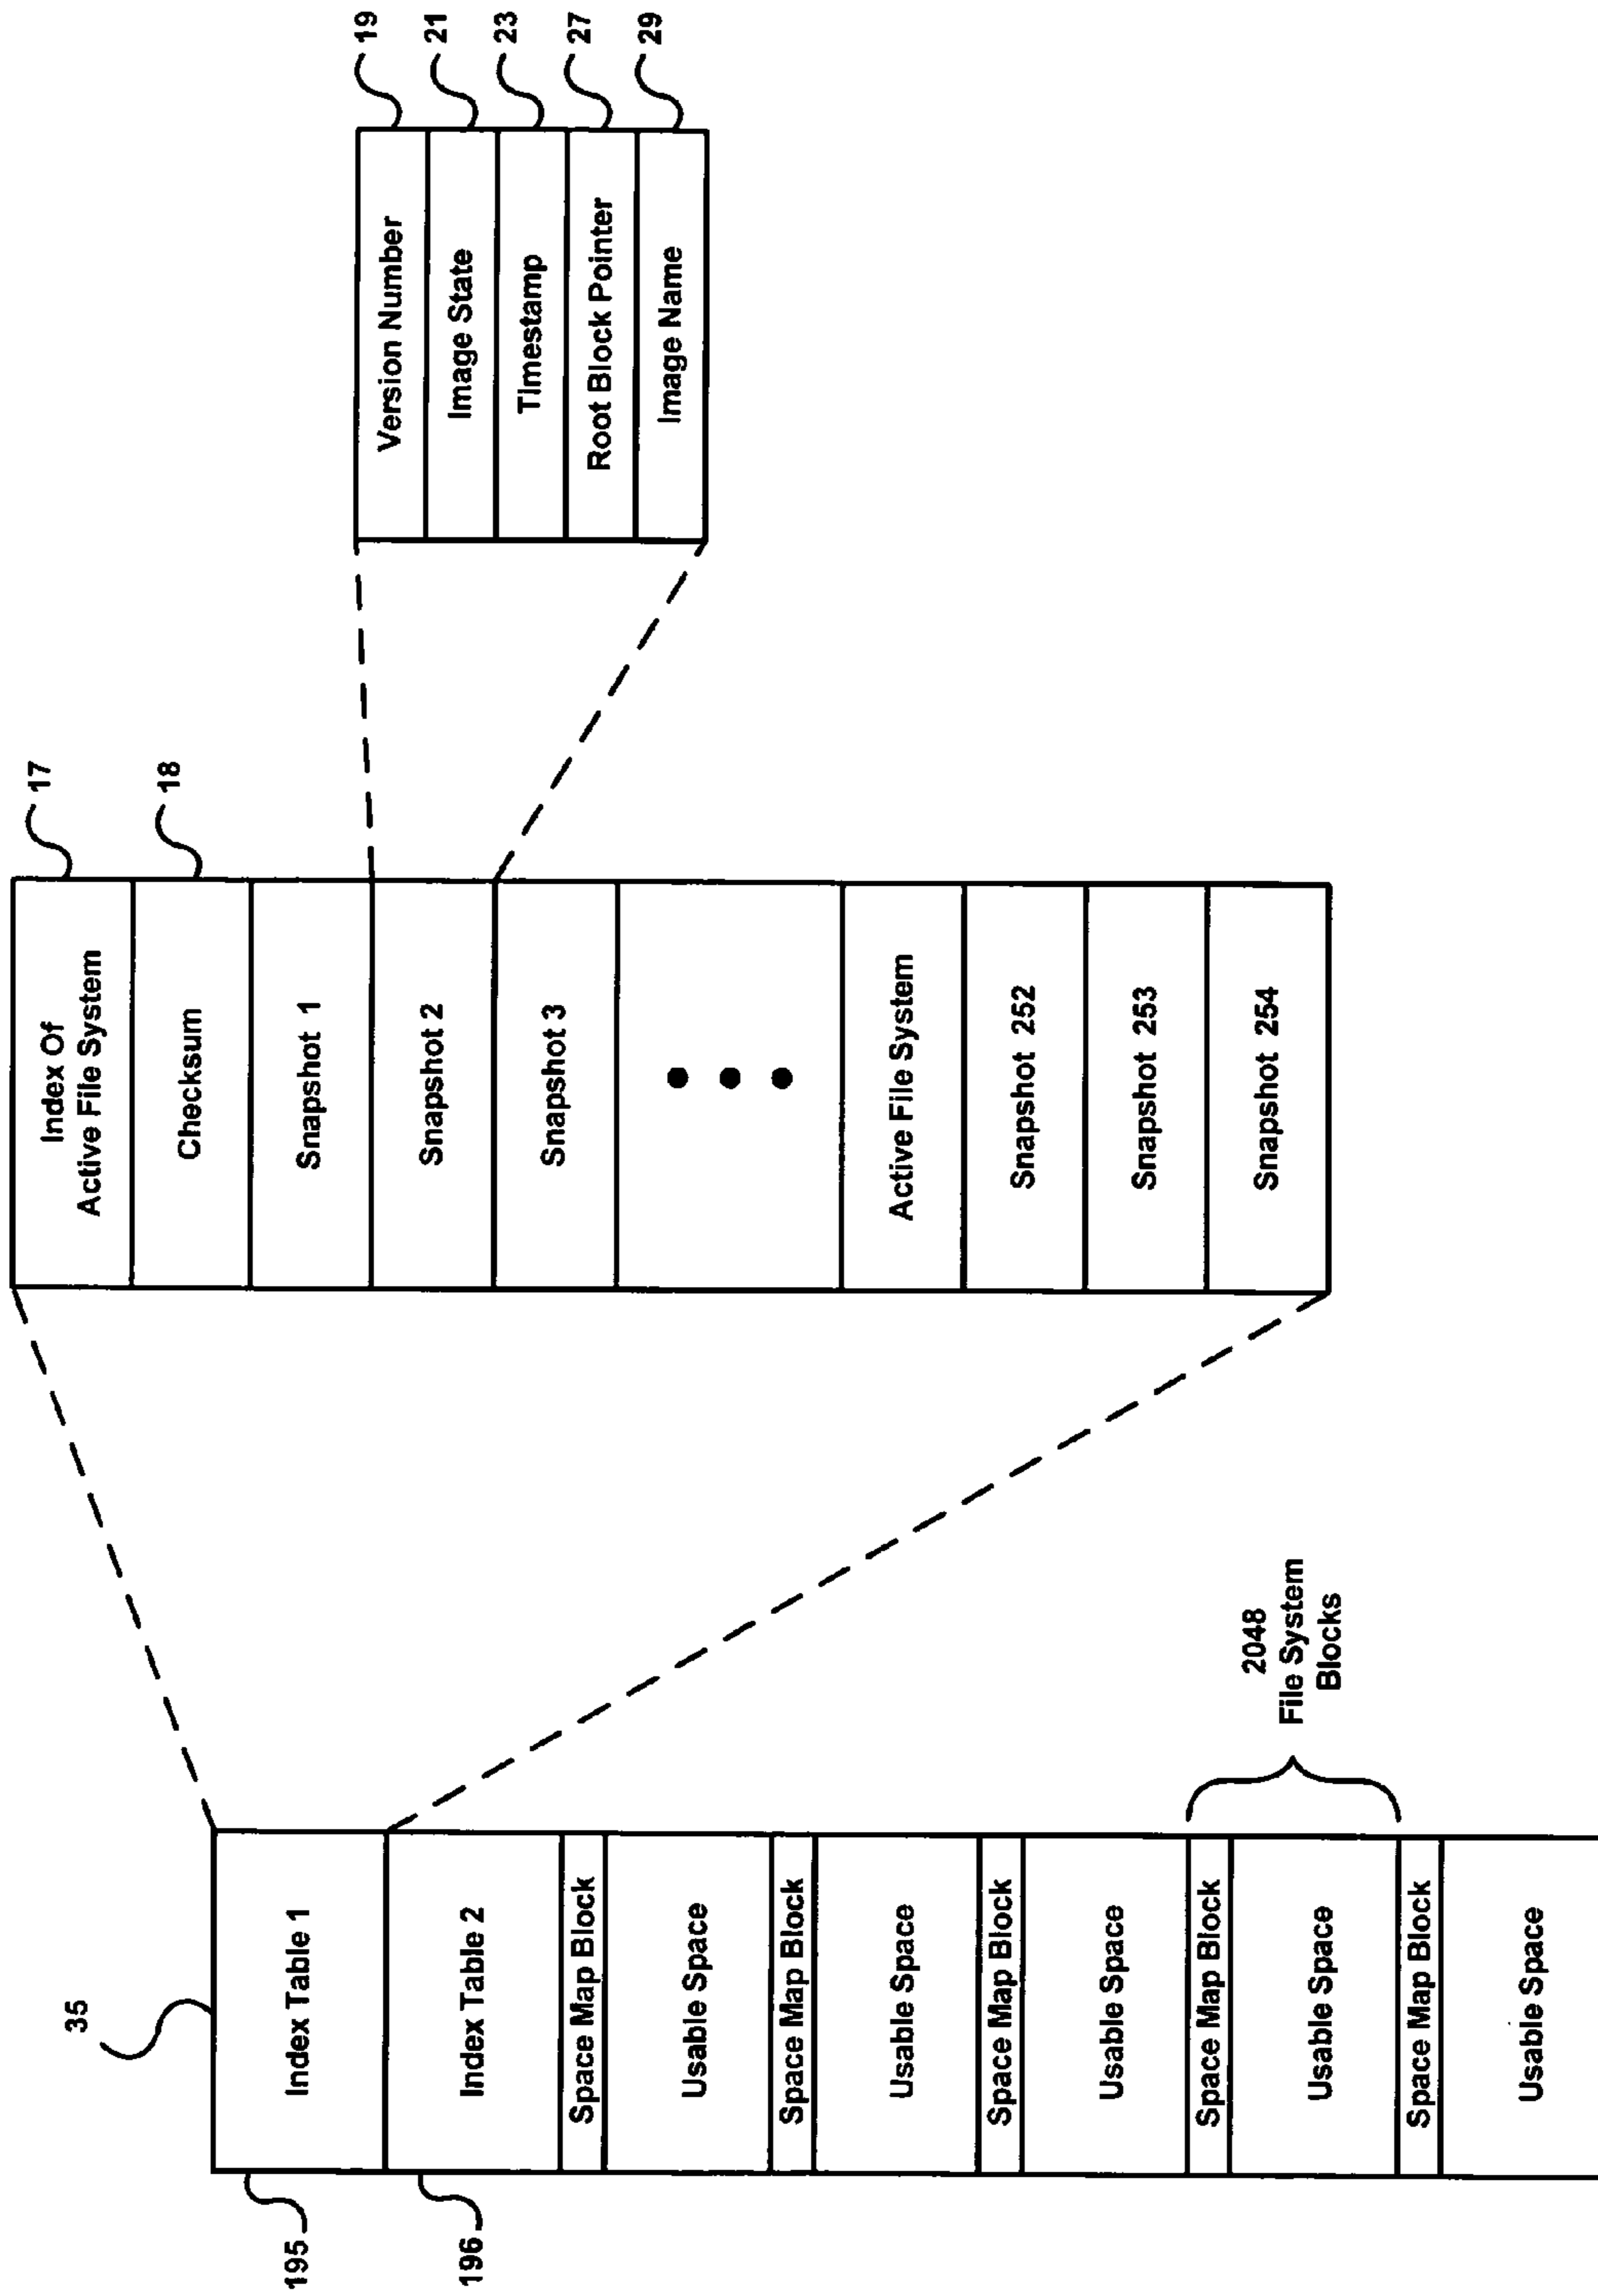 35
195
Index Table 1
196
Index Table 2
Space Map Block
Usable Space
Space Map Block
Usable Space
Space Map Block
Usable Space
Space Map Block
Usable Space
Space Map Block
Usable Space
2048
File System
Blocks
17
Index Of
Active File System
18
Checksum
Snapshot 1
Snapshot 2
Snapshot 3
Active File System
Snapshot 252
Snapshot 253
Snapshot 254
Version Number
19
Image State
21
Timestamp
23
Root Block Pointer
27
Image Name
29